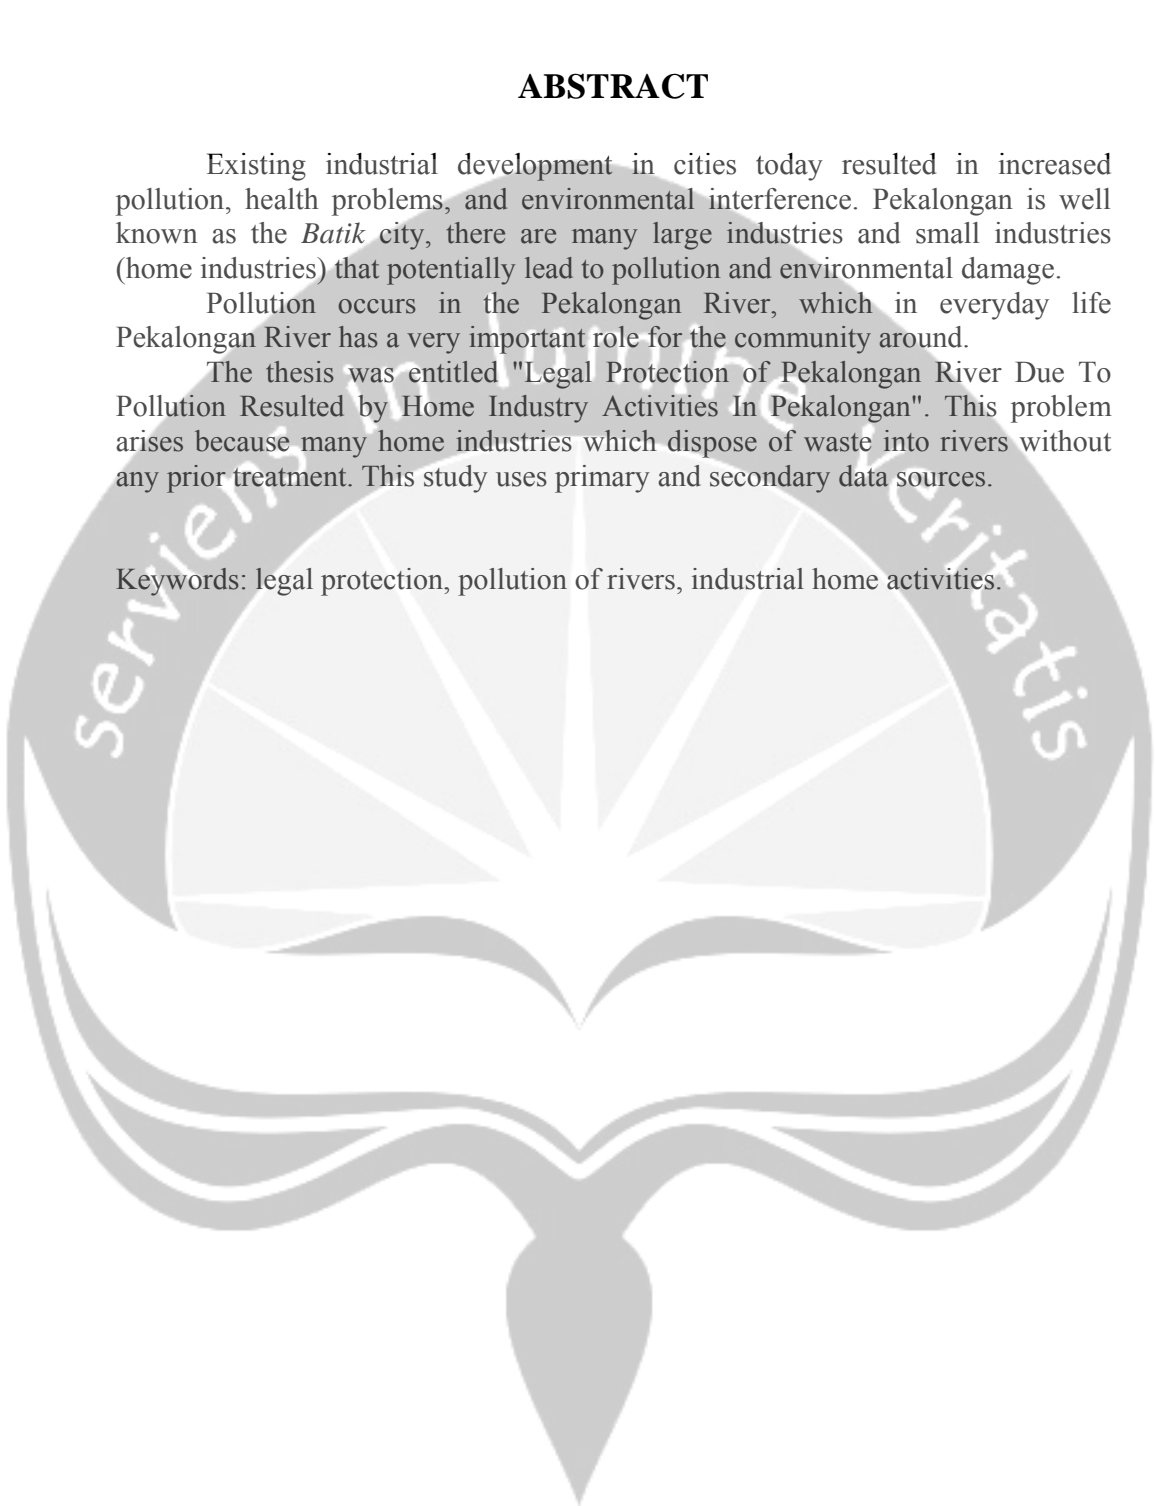 ABSTRACT
Existing industrial development in cities today resulted in increased
pollution, health problems, and environmental interference. Pekalongan is well
known as the Batik city, there are many large industries and small industries
(home industries) that potentially lead to pollution and environmental damage.
Pollution occurs in the Pekalongan River, which in everyday life
Pekalongan River has a very important role for the community around.
The thesis was entitled "Legal Protection of Pekalongan River Due To
Pollution Resulted by Home Industry Activities In Pekalongan". This problem
arises because many home industries which dispose of waste into rivers without
any prior treatment. This study uses primary and secondary data sources.
Keywords: legal protection, pollution of rivers, industrial home activities.
serviens in lumine veritatis